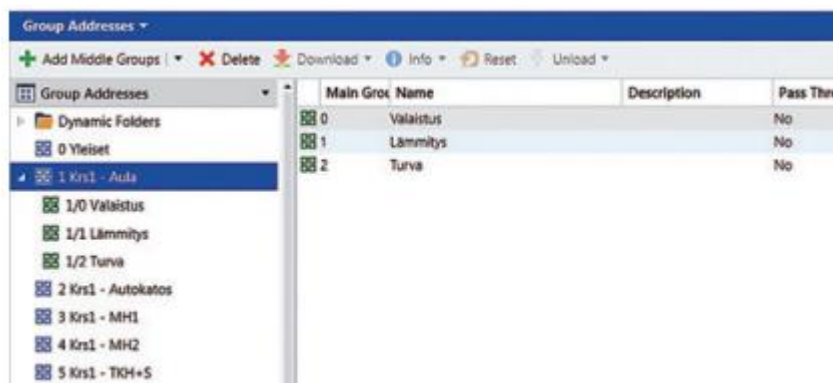 Group Addresses
Add Middle Groups Delete Download Info Reset Unload
Group Addresses
Dynamic Folders
0 Yleiset
1 Krs1 - Aula
1/0 Valaistus
1/1 Lämmitys
1/2 Turva
2 Krs1 - Autokatos
3 Krs1 - MH1
4 Krs1 - MH2
5 Krs1 - TKH+S
Main Grou Name Description Pass Thro
0 Valaistus No
1 Lämmitys No
2 Turva No